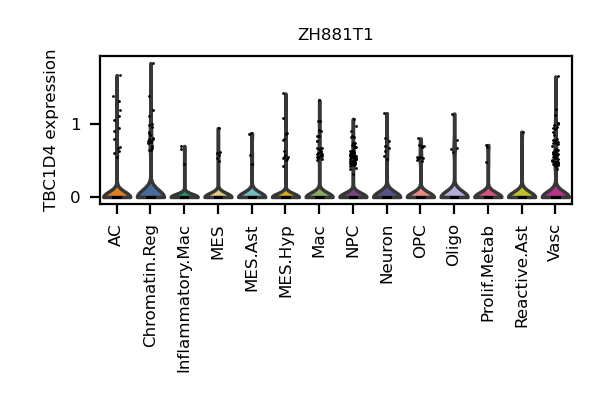 ZH881T1
TBC1D4 expression
1
0
AC
Chromatin.Reg
Inflammatory.Mac
MES
MES.Ast
MES.Hyp
Mac
NPC
Neuron
OPC
Oligo
Prolif.Metab
Reactive.Ast
Vasc